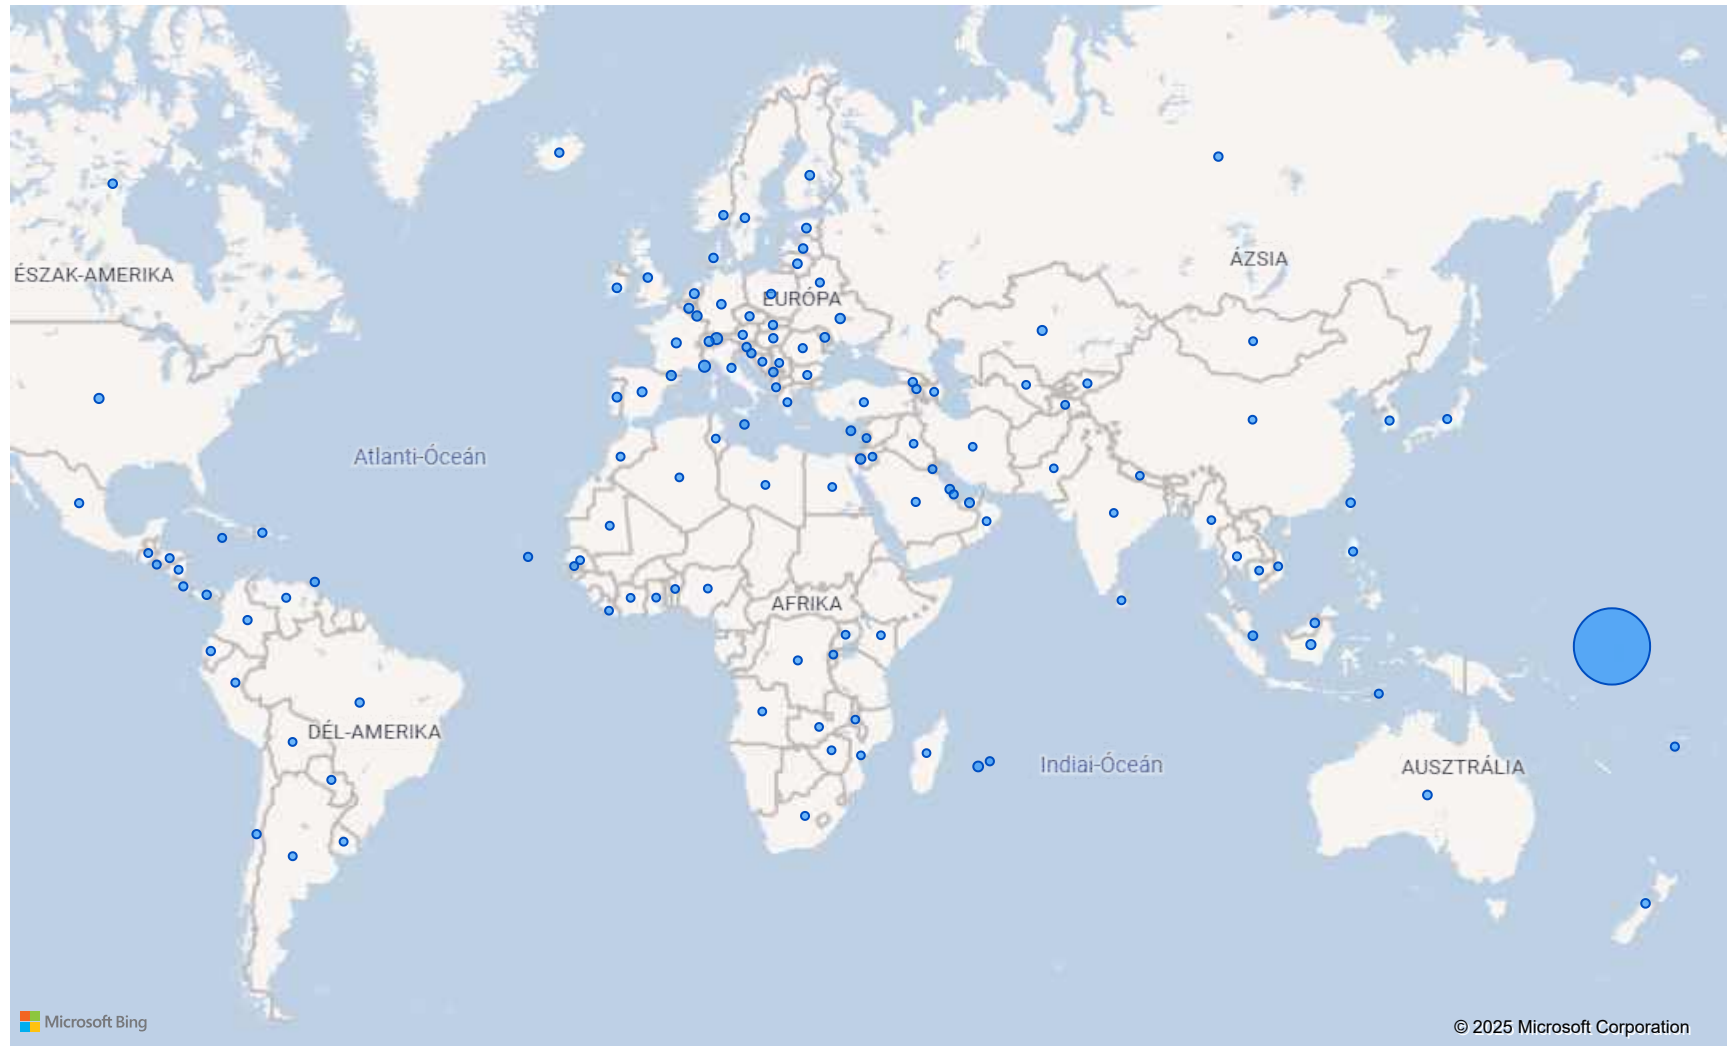 ÁZSIA
ÉSZAK-AMERIKA
EURÓPA
Atlanti-Óceán
AFRIKA
DÉL-AMERIKA
Indiai-Óceán
AUSZTRÁLIA
Microsoft Bing
© 2025 Microsoft Corporation